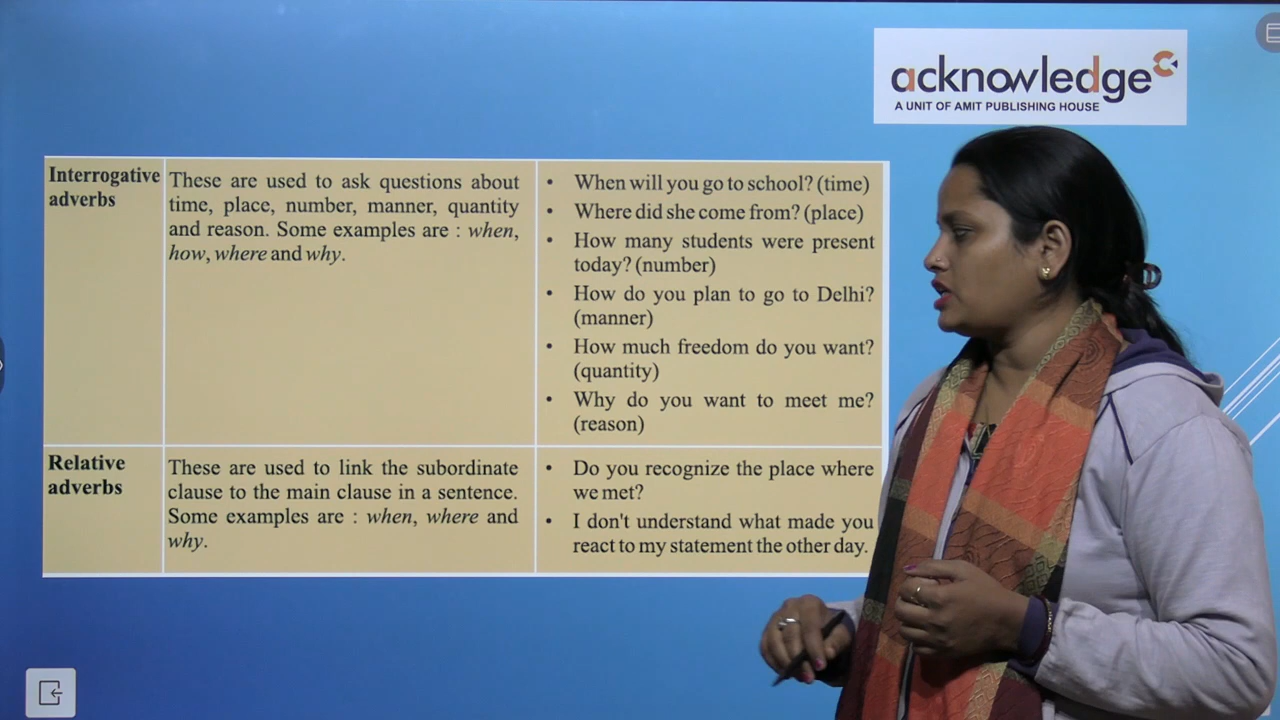 acknowledge
A UNIT OF AMIT PUBLISHING HOUSE
Interrogative
adverbs
These are used to ask questions about
time, place, number, manner, quantity
and reason. Some examples are : when,
how, where and why.
• When will you go to school? (time)
• Where did she come from? (place)
• How many students were present
today? (number)
• How do you plan to go to Delhi?
(manner)
• How much freedom do you want?
(quantity)
• Why do you want to meet me?
(reason)
Relative
adverbs
These are used to link the subordinate
clause to the main clause in a sentence.
Some examples are : when, where and
why.
• Do you recognize the place where
we met?
• I don't understand what made you
react to my statement the other day.